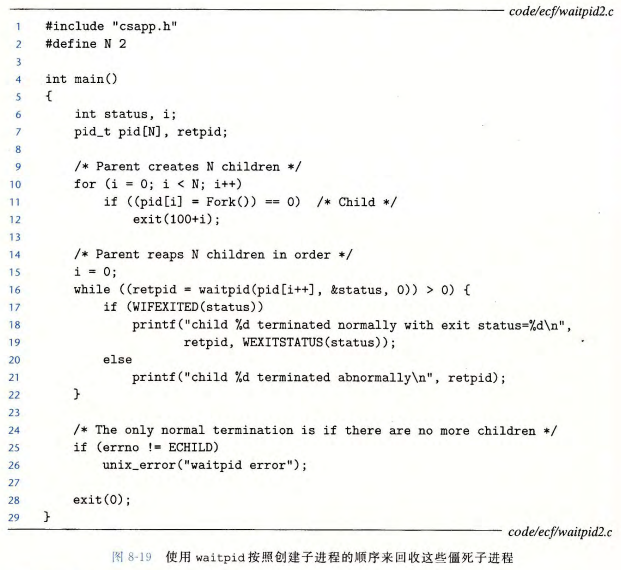 code/ecf/waitpid2.c
1 #include "csapp.h"
2 #define N 2
3
4 int main()
5 {
6     int status, i;
7     pid_t pid[N], retpid;
8
9     /* Parent creates N children */
10     for (i = 0; i < N; i++)
11         if ((pid[i] = Fork()) == 0)  /* Child */
12             exit(100+i);
13
14     /* Parent reaps N children in order */
15     i = 0;
16     while ((retpid = waitpid(pid[i++], &status, 0)) > 0) {
17         if (WIFEXITED(status))
18             printf("child %d terminated normally with exit status=%d\n",
19                    retpid, WEXITSTATUS(status));
20         else
21             printf("child %d terminated abnormally\n", retpid);
22     }
23
24     /* The only normal termination is if there are no more children */
25     if (errno != ECHILD)
26         unix_error("waitpid error");
27
28     exit(0);
29 }
code/ecf/waitpid2.c
图 8-19 使用 waitpid 按照创建子进程的顺序来回收这些僵死子进程